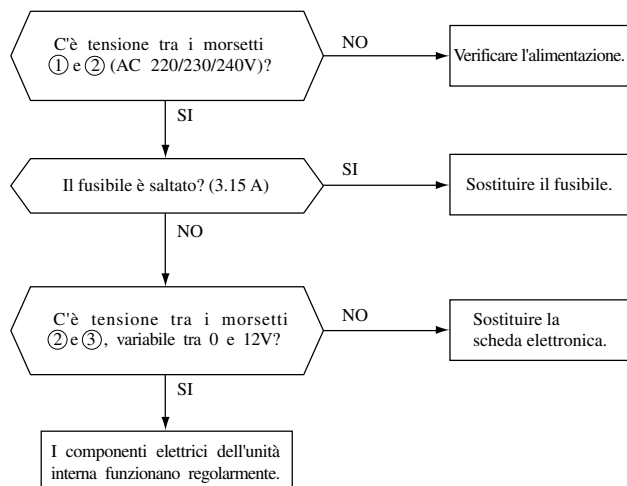 C'è tensione tra i morsetti
① e ② (AC 220/230/240V)?
NO
Verificare l'alimentazione.
SI
Il fusibile è saltato? (3.15 A)
SI
Sostituire il fusibile.
NO
C'è tensione tra i morsetti
② e ③, variabile tra 0 e 12V?
NO
Sostituire la
scheda elettronica.
SI
I componenti elettrici dell'unità
interna funzionano regolarmente.